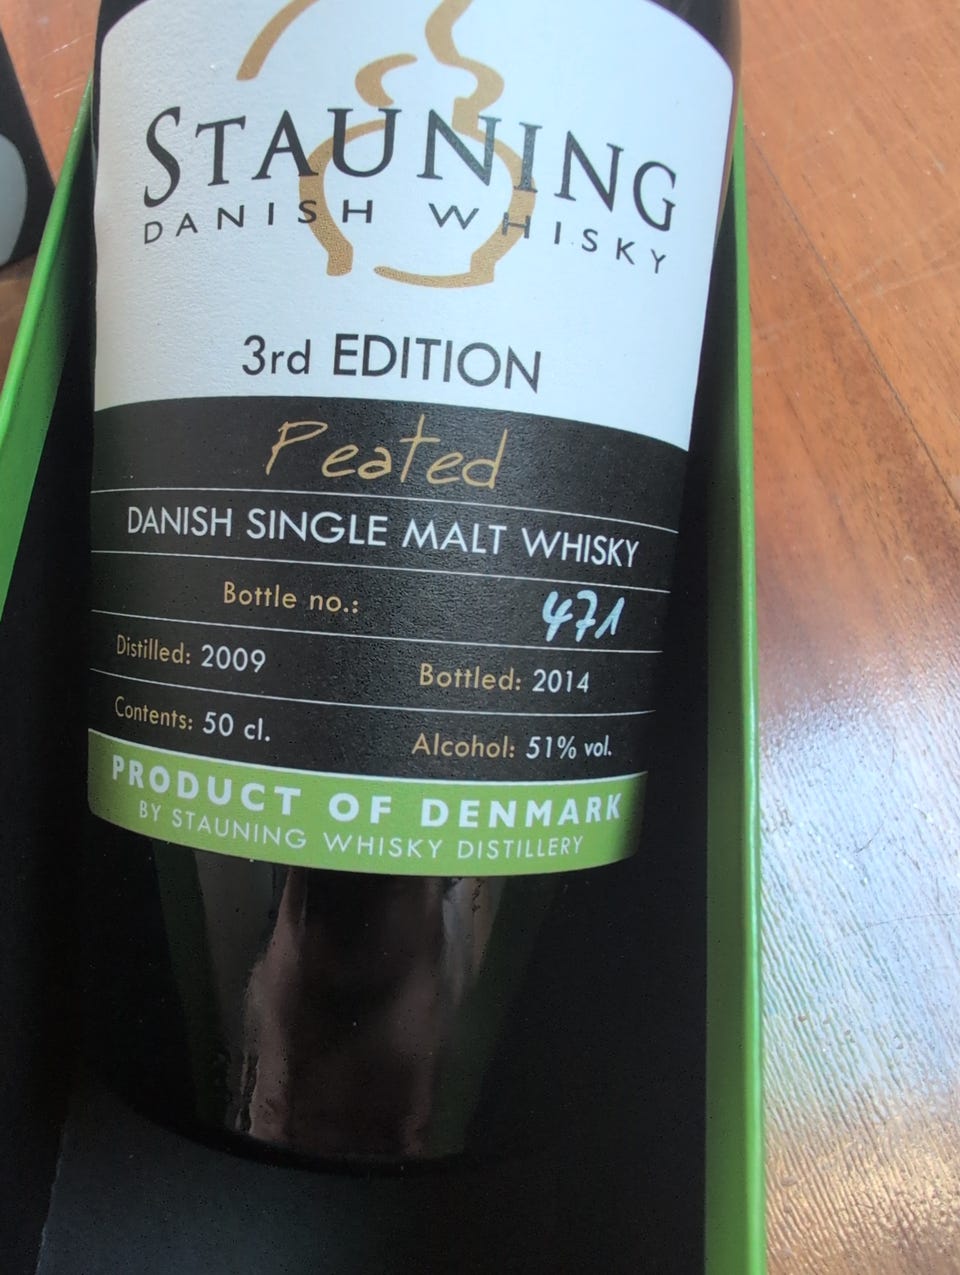 STAUNING
DANISH WHISKY
3rd EDITION
Peated
DANISH SINGLE MALT WHISKY
Bottle no.: 471
Distilled: 2009 Bottled: 2014
Contents: 50 cl. Alcohol: 51% vol.
PRODUCT OF DENMARK
BY STAUNING WHISKY DISTILLERY